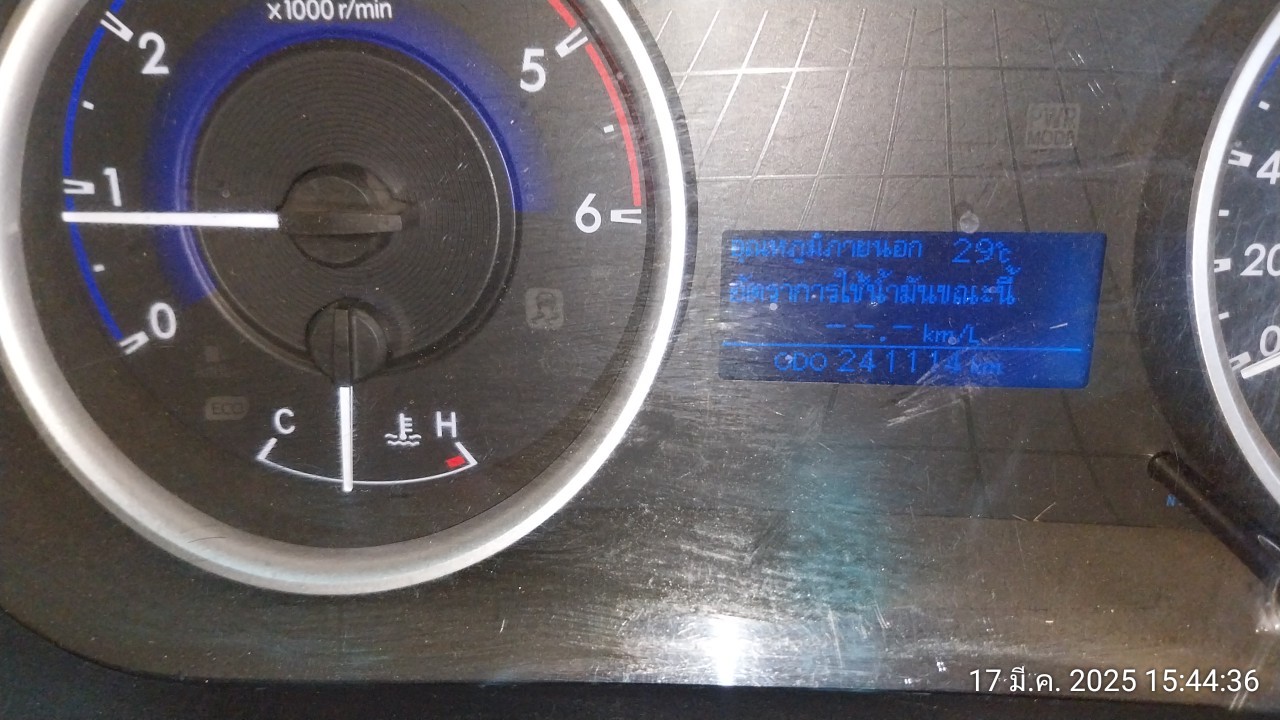 x1000 r/min
2
5
1
6
0
C
H
ECO
PWR
MODE
อุณหภูมิภายนอก 29℃
อัตราการใช้น้ำมันขณะนี้
--.- km/L
ODO 241114 km
4
20
0
N
17 มี.ค. 2025 15:44:36